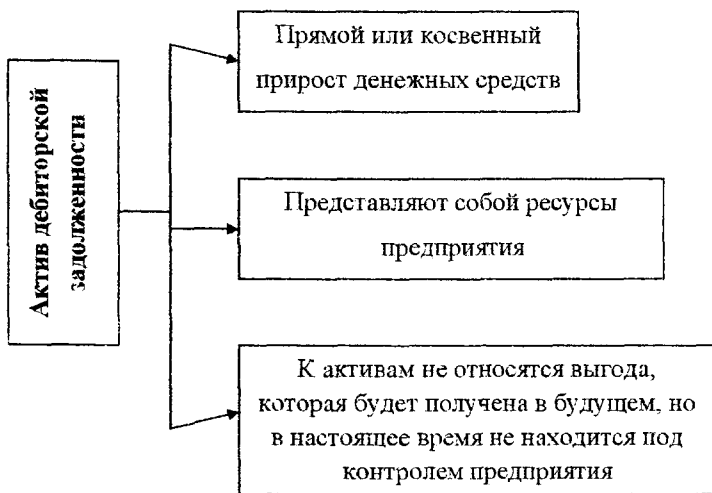 Актив дебиторской
задолженности
Прямой или косвенный
прирост денежных средств
Представляют собой ресурсы
предприятия
К активам не относятся выгода,
которая будет получена в будущем, но
в настоящее время не находится под
контролем предприятия